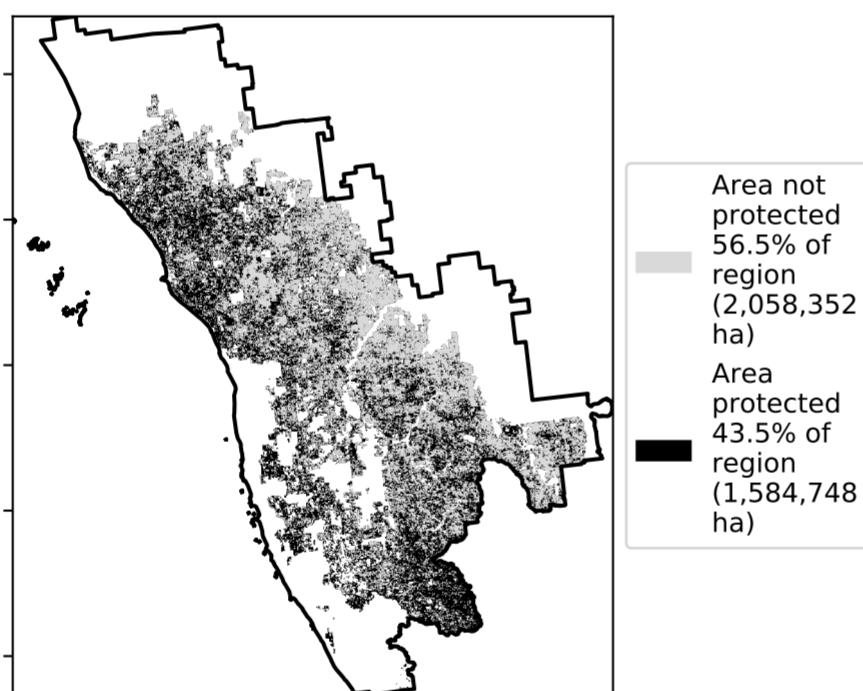 Area not
protected
56.5% of
region
(2,058,352
ha)
Area
protected
43.5% of
region
(1,584,748
ha)